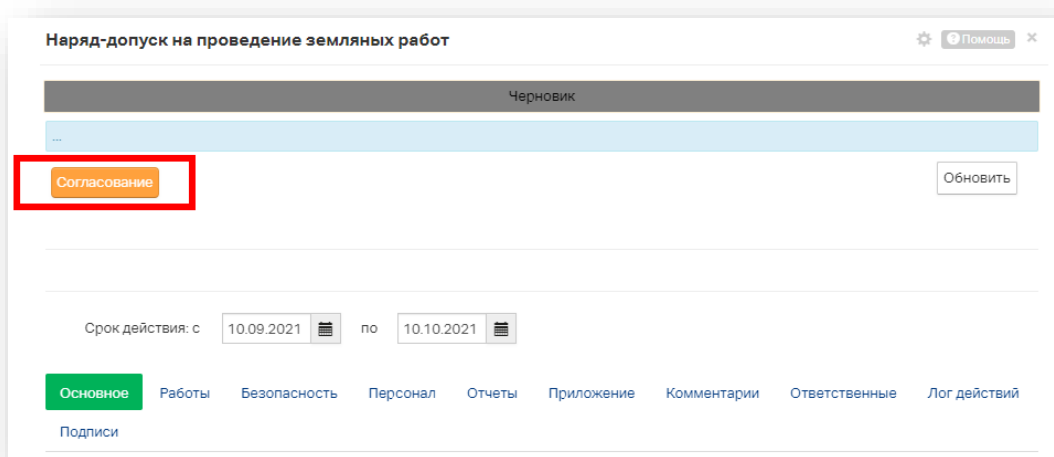 Наряд-допуск на проведение земляных работ Помощь ×
Черновик
...
Согласование Обновить
Срок действия: с 10.09.2021 по 10.10.2021
Основное Работы Безопасность Персонал Отчеты Приложение Комментарии Ответственные Лог действий
Подписи